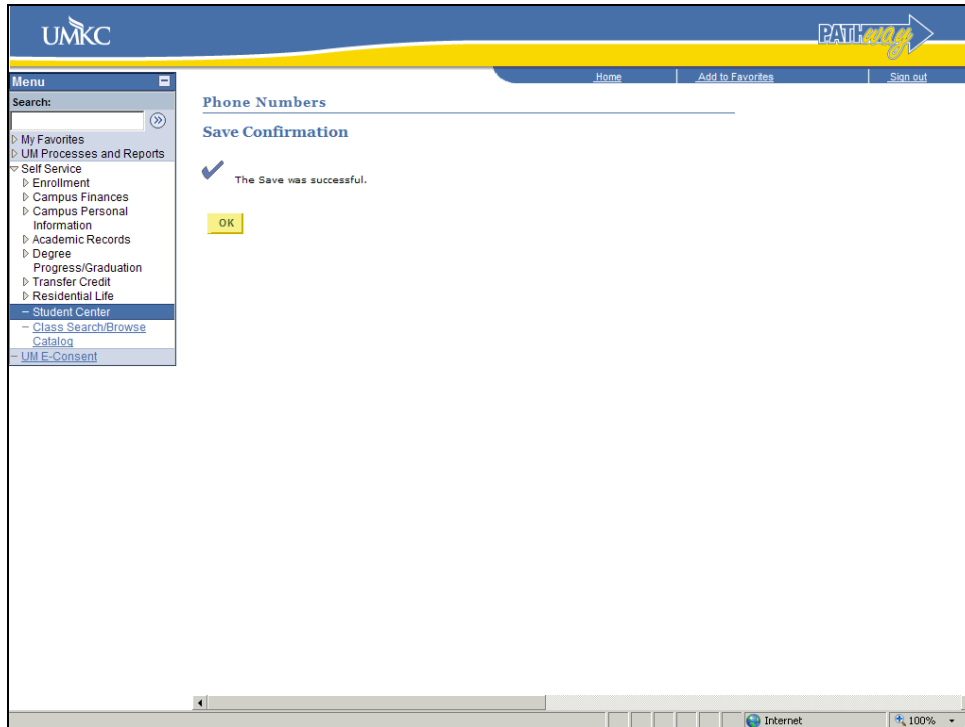 UMKC
PATHway
Menu
Home
Add to Favorites
Sign out
Search:
My Favorites
UM Processes and Reports
Self Service
Enrollment
Campus Finances
Campus Personal
Information
Academic Records
Degree
Progress/Graduation
Transfer Credit
Residential Life
Student Center
Class Search/Browse
Catalog
UM E-Consent
Phone Numbers
Save Confirmation
The Save was successful.
OK
Internet
100%